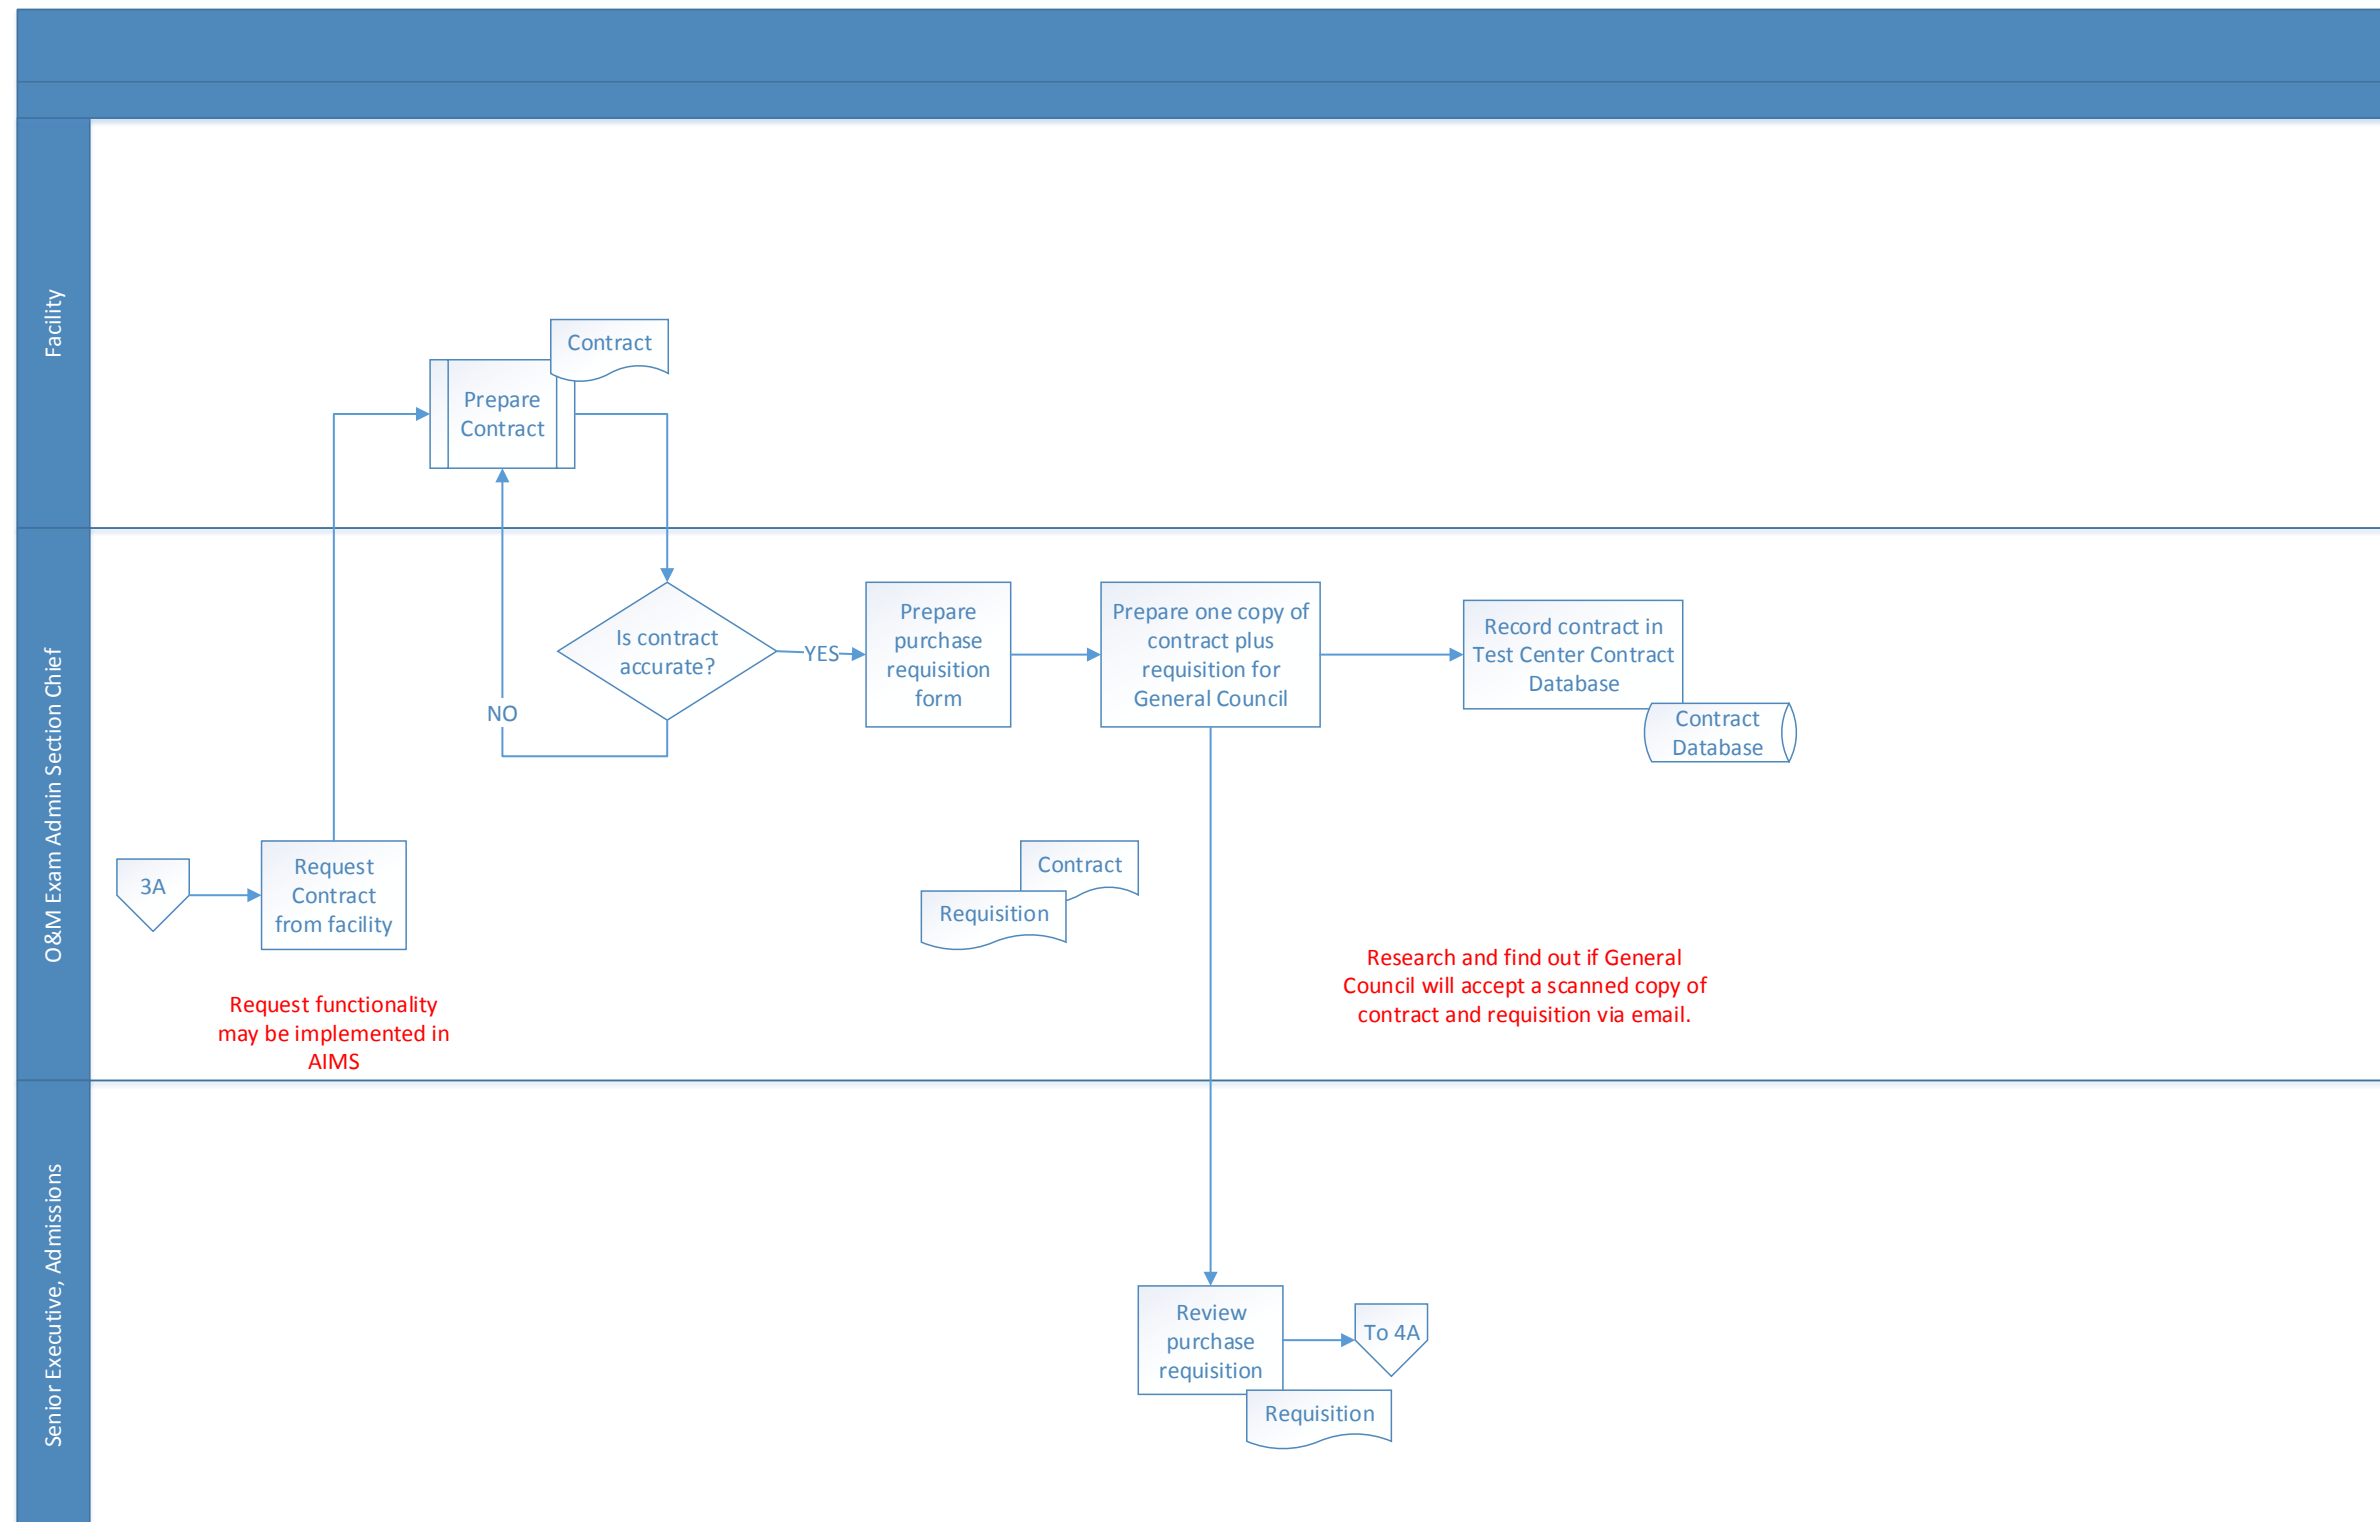 Facility
Contract
Prepare
Contract
O&M Exam Admin Section Chief
Is contract
accurate?
YES
NO
Prepare
purchase
requisition
form
Prepare one copy of
contract plus
requisition for
General Council
Record contract in
Test Center Contract
Database
Contract
Database
3A
Request
Contract
from facility
Contract
Requisition
Request functionality
may be implemented in
AIMS
Research and find out if General
Council will accept a scanned copy of
contract and requisition via email.
Senior Executive, Admissions
Review
purchase
requisition
To 4A
Requisition